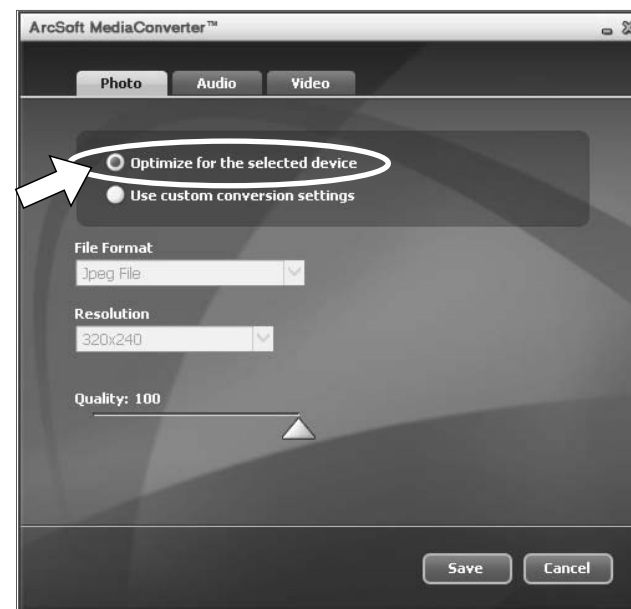 ArcSoft MediaConverter™
Photo Audio Video
Optimize for the selected device
Use custom conversion settings
File Format
Jpeg File
Resolution
320x240
Quality: 100
Save Cancel